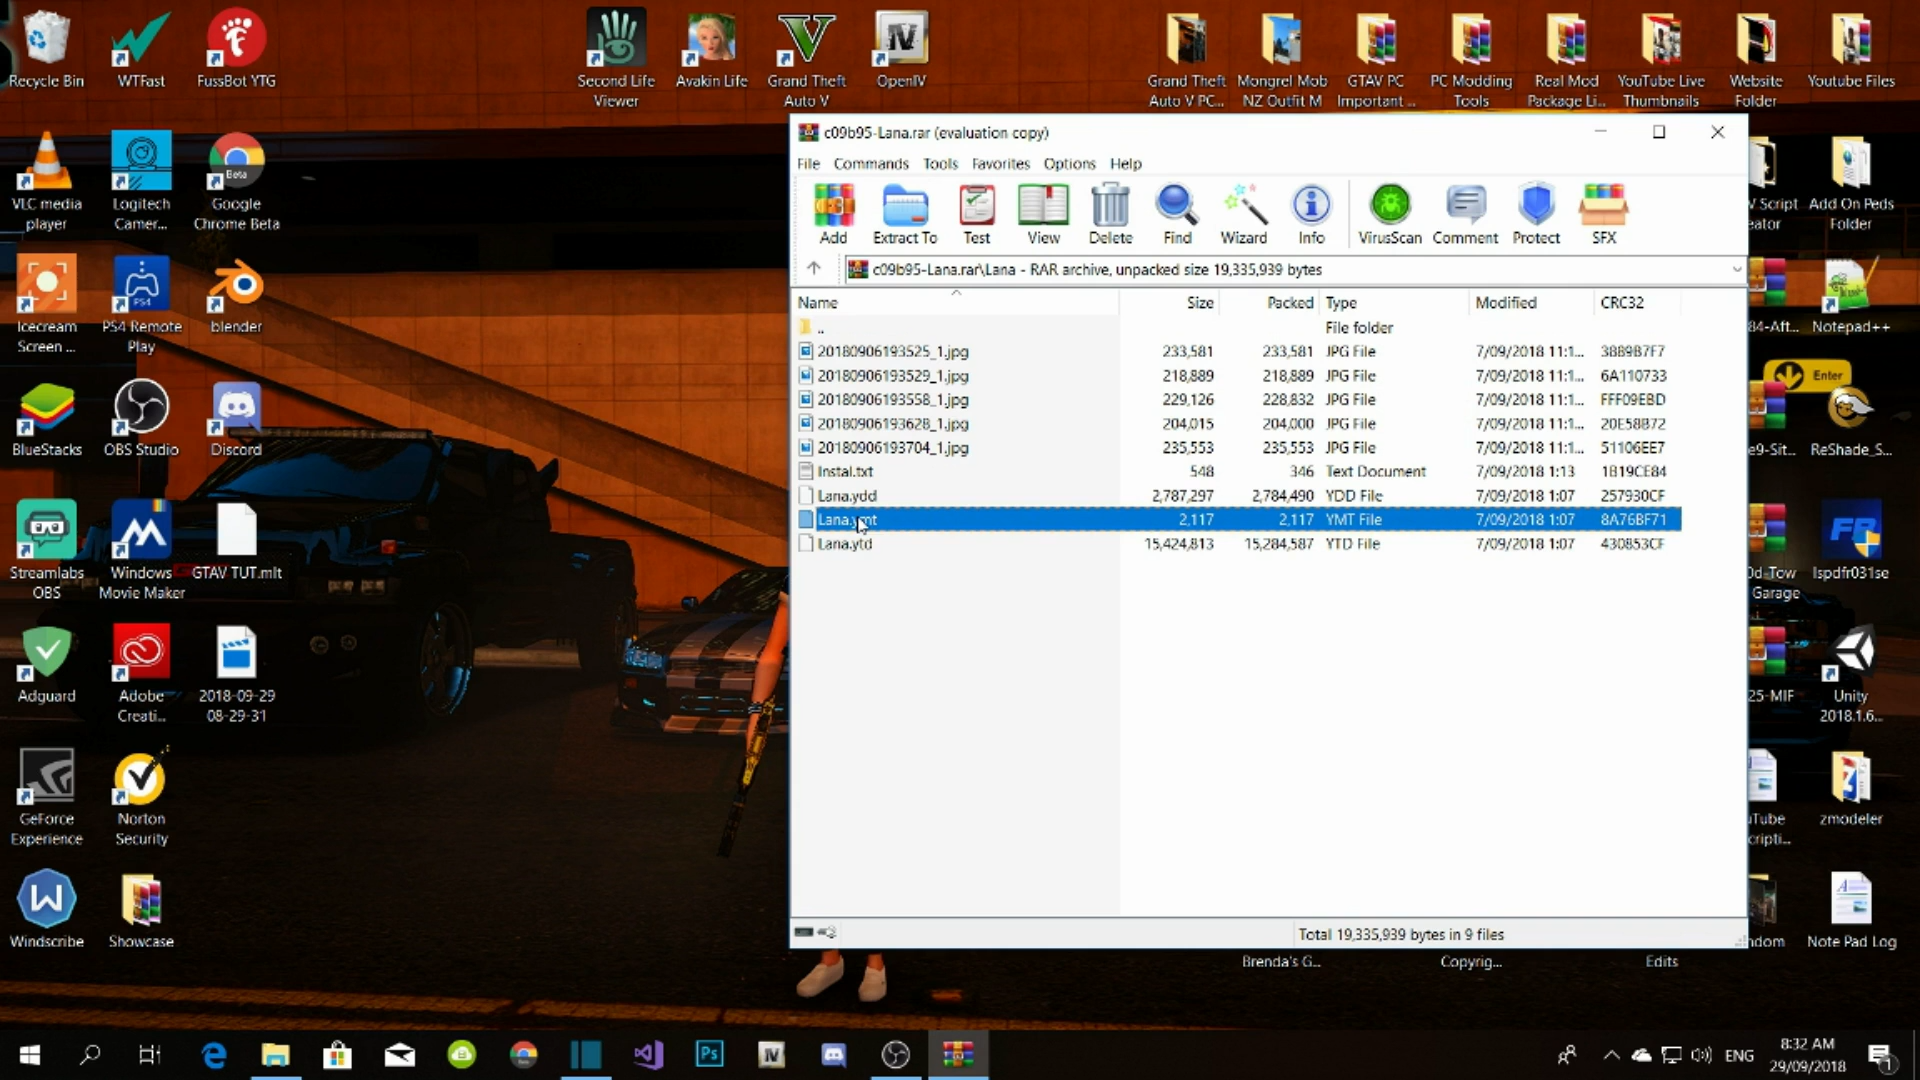 Recycle Bin
WTFast
FussBot YTG
Second Life
Viewer
Avakin Life
Grand Theft
Auto V
OpenIV
IV
Grand Theft
Auto V PC...
Mongrel Mob
NZ Outfit M
GTAV PC
Important ...
PC Modding
Tools
Real Mod
Package Li...
YouTube Live
Thumbnails
Website
Folder
Youtube Files
VLC media
player
Logitech
Camer...
Beta
Google
Chrome Beta
Icecream
Screen ...
PS4
PS4 Remote
Play
blender
BlueStacks
OBS Studio
Discord
Streamlabs
OBS
Windows
Movie Maker
GTAV TUT.mlt
Adguard
Adobe
Creati...
2018-09-29
08-29-31
GeForce
Experience
Norton
Security
Windscribe
Showcase
c09b95-Lana.rar (evaluation copy)
File Commands Tools Favorites Options Help
Add Extract To Test View Delete Find Wizard Info VirusScan Comment Protect SFX
c09b95-Lana.rar\Lana - RAR archive, unpacked size 19,335,939 bytes
Name Size Packed Type Modified CRC32
.. File folder
20180906193525_1.jpg 233,581 233,581 JPG File 7/09/2018 11:1... 3889B7F7
20180906193529_1.jpg 218,889 218,889 JPG File 7/09/2018 11:1... 6A110733
20180906193558_1.jpg 229,126 228,832 JPG File 7/09/2018 11:1... FFF09EBD
20180906193628_1.jpg 204,015 204,000 JPG File 7/09/2018 11:1... 20E58B72
20180906193704_1.jpg 235,553 235,553 JPG File 7/09/2018 11:1... 51106EE7
Instal.txt 548 346 Text Document 7/09/2018 1:13 1B19CE84
Lana.ydd 2,787,297 2,784,490 YDD File 7/09/2018 1:07 257930CF
Lana.ymt 2,117 2,117 YMT File 7/09/2018 1:07 8A76BF71
Lana.ytd 15,424,813 15,284,587 YTD File 7/09/2018 1:07 430853CF
Total 19,335,939 bytes in 9 files
V Script
eator
Add On Peds
Folder
84-Aft...
Notepad++
Enter
e9-Sit...
ReShade_S...
0d-Tow
Garage
lspdfr031se
25-MIF
Unity
2018.1.6...
uTube
cripti...
zmodeler
ndom
Note Pad Log
Brenda's G...
Copyrig...
Edits
Ps
IV
ENG
8:32 AM
29/09/2018
1